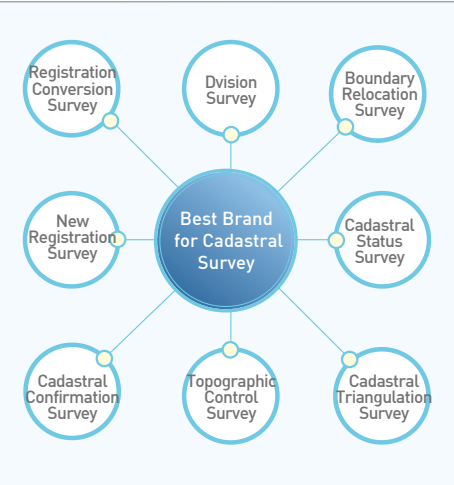 Registration
Conversion
Survey
Dvision
Survey
Boundary
Relocation
Survey
New
Registration
Survey
Best Brand
for Cadastral
Survey
Cadastral
Status
Survey
Cadastral
Confirmation
Survey
Topographic
Control
Survey
Cadastral
Triangulation
Survey